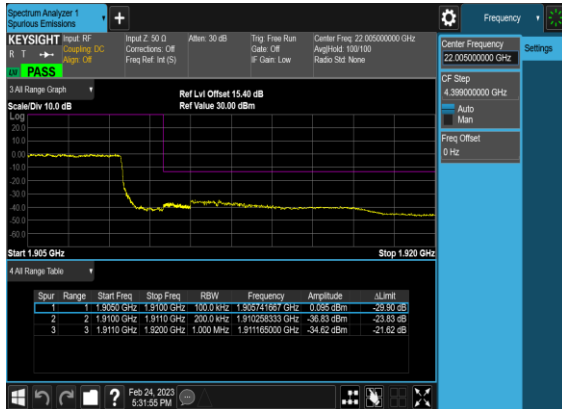 Spectrum Analyzer 1
Spurious Emissions
+
Frequency
KEYSIGHT
R T
LW PASS
Input: RF
Coupling: DC
Align: Off
Input Z: 50 Ω
Corrections: Off
Freq Ref: Int (S)
Atten: 30 dB
Trig: Free Run
Gate: Off
IF Gain: Low
Center Freq: 22.005000000 GHz
Avg|Hold: 100/100
Radio Std: None
Center Frequency
22.005000000 GHz
Settings
CF Step
4.399000000 GHz
Auto
Man
Freq Offset
0 Hz
3 All Range Graph
Ref Lvl Offset 15.40 dB
Scale/Div 10.0 dB
Ref Value 30.00 dBm
Log
20.0
10.0
0.00
-10.0
-20.0
-30.0
-40.0
-50.0
-60.0
Start 1.905 GHz
Stop 1.920 GHz
4 All Range Table
Spur Range Start Freq Stop Freq RBW Frequency Amplitude ΔLimit
1 1 1.9050 GHz 1.9100 GHz 100.0 kHz 1.905741667 GHz 0.095 dBm -29.90 dB
2 2 1.9100 GHz 1.9110 GHz 200.0 kHz 1.910258333 GHz -36.83 dBm -23.83 dB
3 3 1.9110 GHz 1.9200 GHz 1.000 MHz 1.911165000 GHz -34.62 dBm -21.62 dB
?
Feb 24, 2023
5:31:55 PM